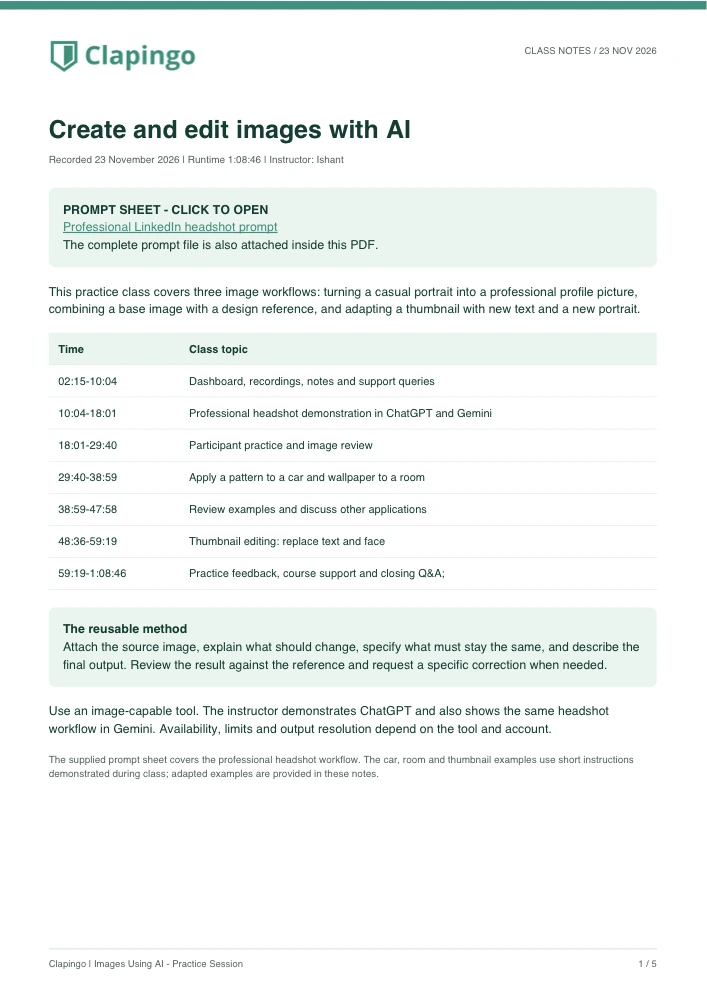 Clapingo
CLASS NOTES / 23 NOV 2026
Create and edit images with AI
Recorded 23 November 2026 | Runtime 1:08:46 | Instructor: Ishant
PROMPT SHEET - CLICK TO OPEN
Professional LinkedIn headshot prompt
The complete prompt file is also attached inside this PDF.
This practice class covers three image workflows: turning a casual portrait into a professional profile picture,
combining a base image with a design reference, and adapting a thumbnail with new text and a new portrait.
Time Class topic
02:15-10:04 Dashboard, recordings, notes and support queries
10:04-18:01 Professional headshot demonstration in ChatGPT and Gemini
18:01-29:40 Participant practice and image review
29:40-38:59 Apply a pattern to a car and wallpaper to a room
38:59-47:58 Review examples and discuss other applications
48:36-59:19 Thumbnail editing: replace text and face
59:19-1:08:46 Practice feedback, course support and closing Q&A;
The reusable method
Attach the source image, explain what should change, specify what must stay the same, and describe the
final output. Review the result against the reference and request a specific correction when needed.
Use an image-capable tool. The instructor demonstrates ChatGPT and also shows the same headshot
workflow in Gemini. Availability, limits and output resolution depend on the tool and account.
The supplied prompt sheet covers the professional headshot workflow. The car, room and thumbnail examples use short instructions
demonstrated during class; adapted examples are provided in these notes.
Clapingo | Images Using AI - Practice Session
1 / 5